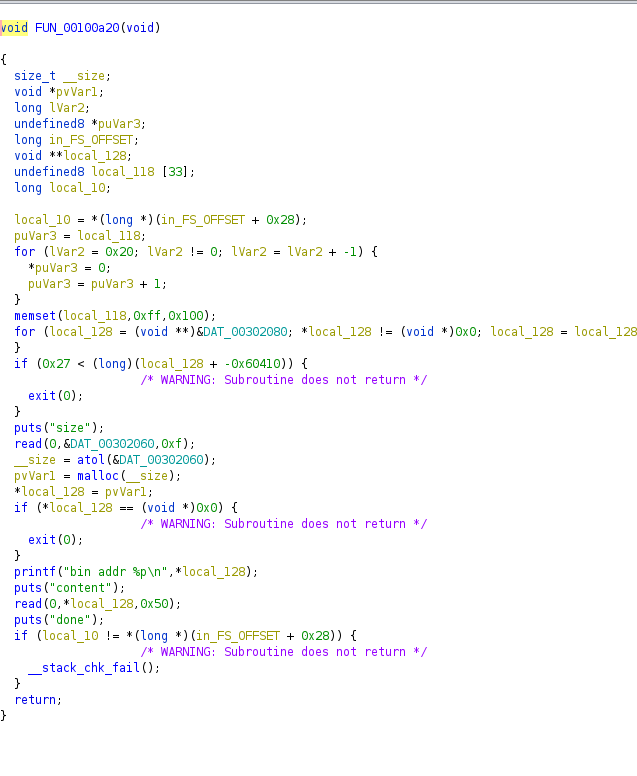 void FUN_00100a20(void)
{
size_t __size;
void *pvVar1;
long lVar2;
undefined8 *puVar3;
long in_FS_OFFSET;
void **local_128;
undefined8 local_118 [33];
long local_10;
local_10 = *(long *)(in_FS_OFFSET + 0x28);
puVar3 = local_118;
for (lVar2 = 0x20; lVar2 != 0; lVar2 = lVar2 + -1) {
*puVar3 = 0;
puVar3 = puVar3 + 1;
}
memset(local_118,0xff,0x100);
for (local_128 = (void **)&DAT_00302080; *local_128 != (void *)0x0; local_128 = local_128
}
if (0x27 < (long)(local_128 + -0x60410)) {
/* WARNING: Subroutine does not return */
exit(0);
}
puts("size");
read(0,&DAT_00302060,0xf);
__size = atol(&DAT_00302060);
pvVar1 = malloc(__size);
*local_128 = pvVar1;
if (*local_128 == (void *)0x0) {
/* WARNING: Subroutine does not return */
exit(0);
}
printf("bin addr %p\n",*local_128);
puts("content");
read(0,*local_128,0x50);
puts("done");
if (local_10 != *(long *)(in_FS_OFFSET + 0x28)) {
/* WARNING: Subroutine does not return */
__stack_chk_fail();
}
return;
}